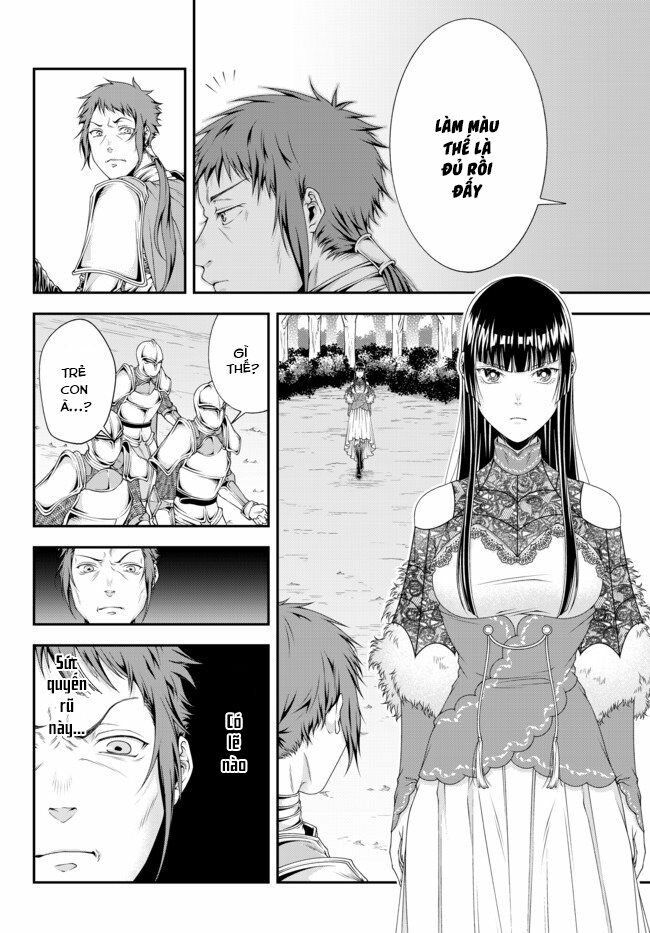 LÀM MÀU
THẾ LÀ
ĐỦ RỒI
ĐẤY
GÌ
THẾ?
TRẺ
CON
À...?
Có
lẽ
nào
Sức
quyến
rũ
này...